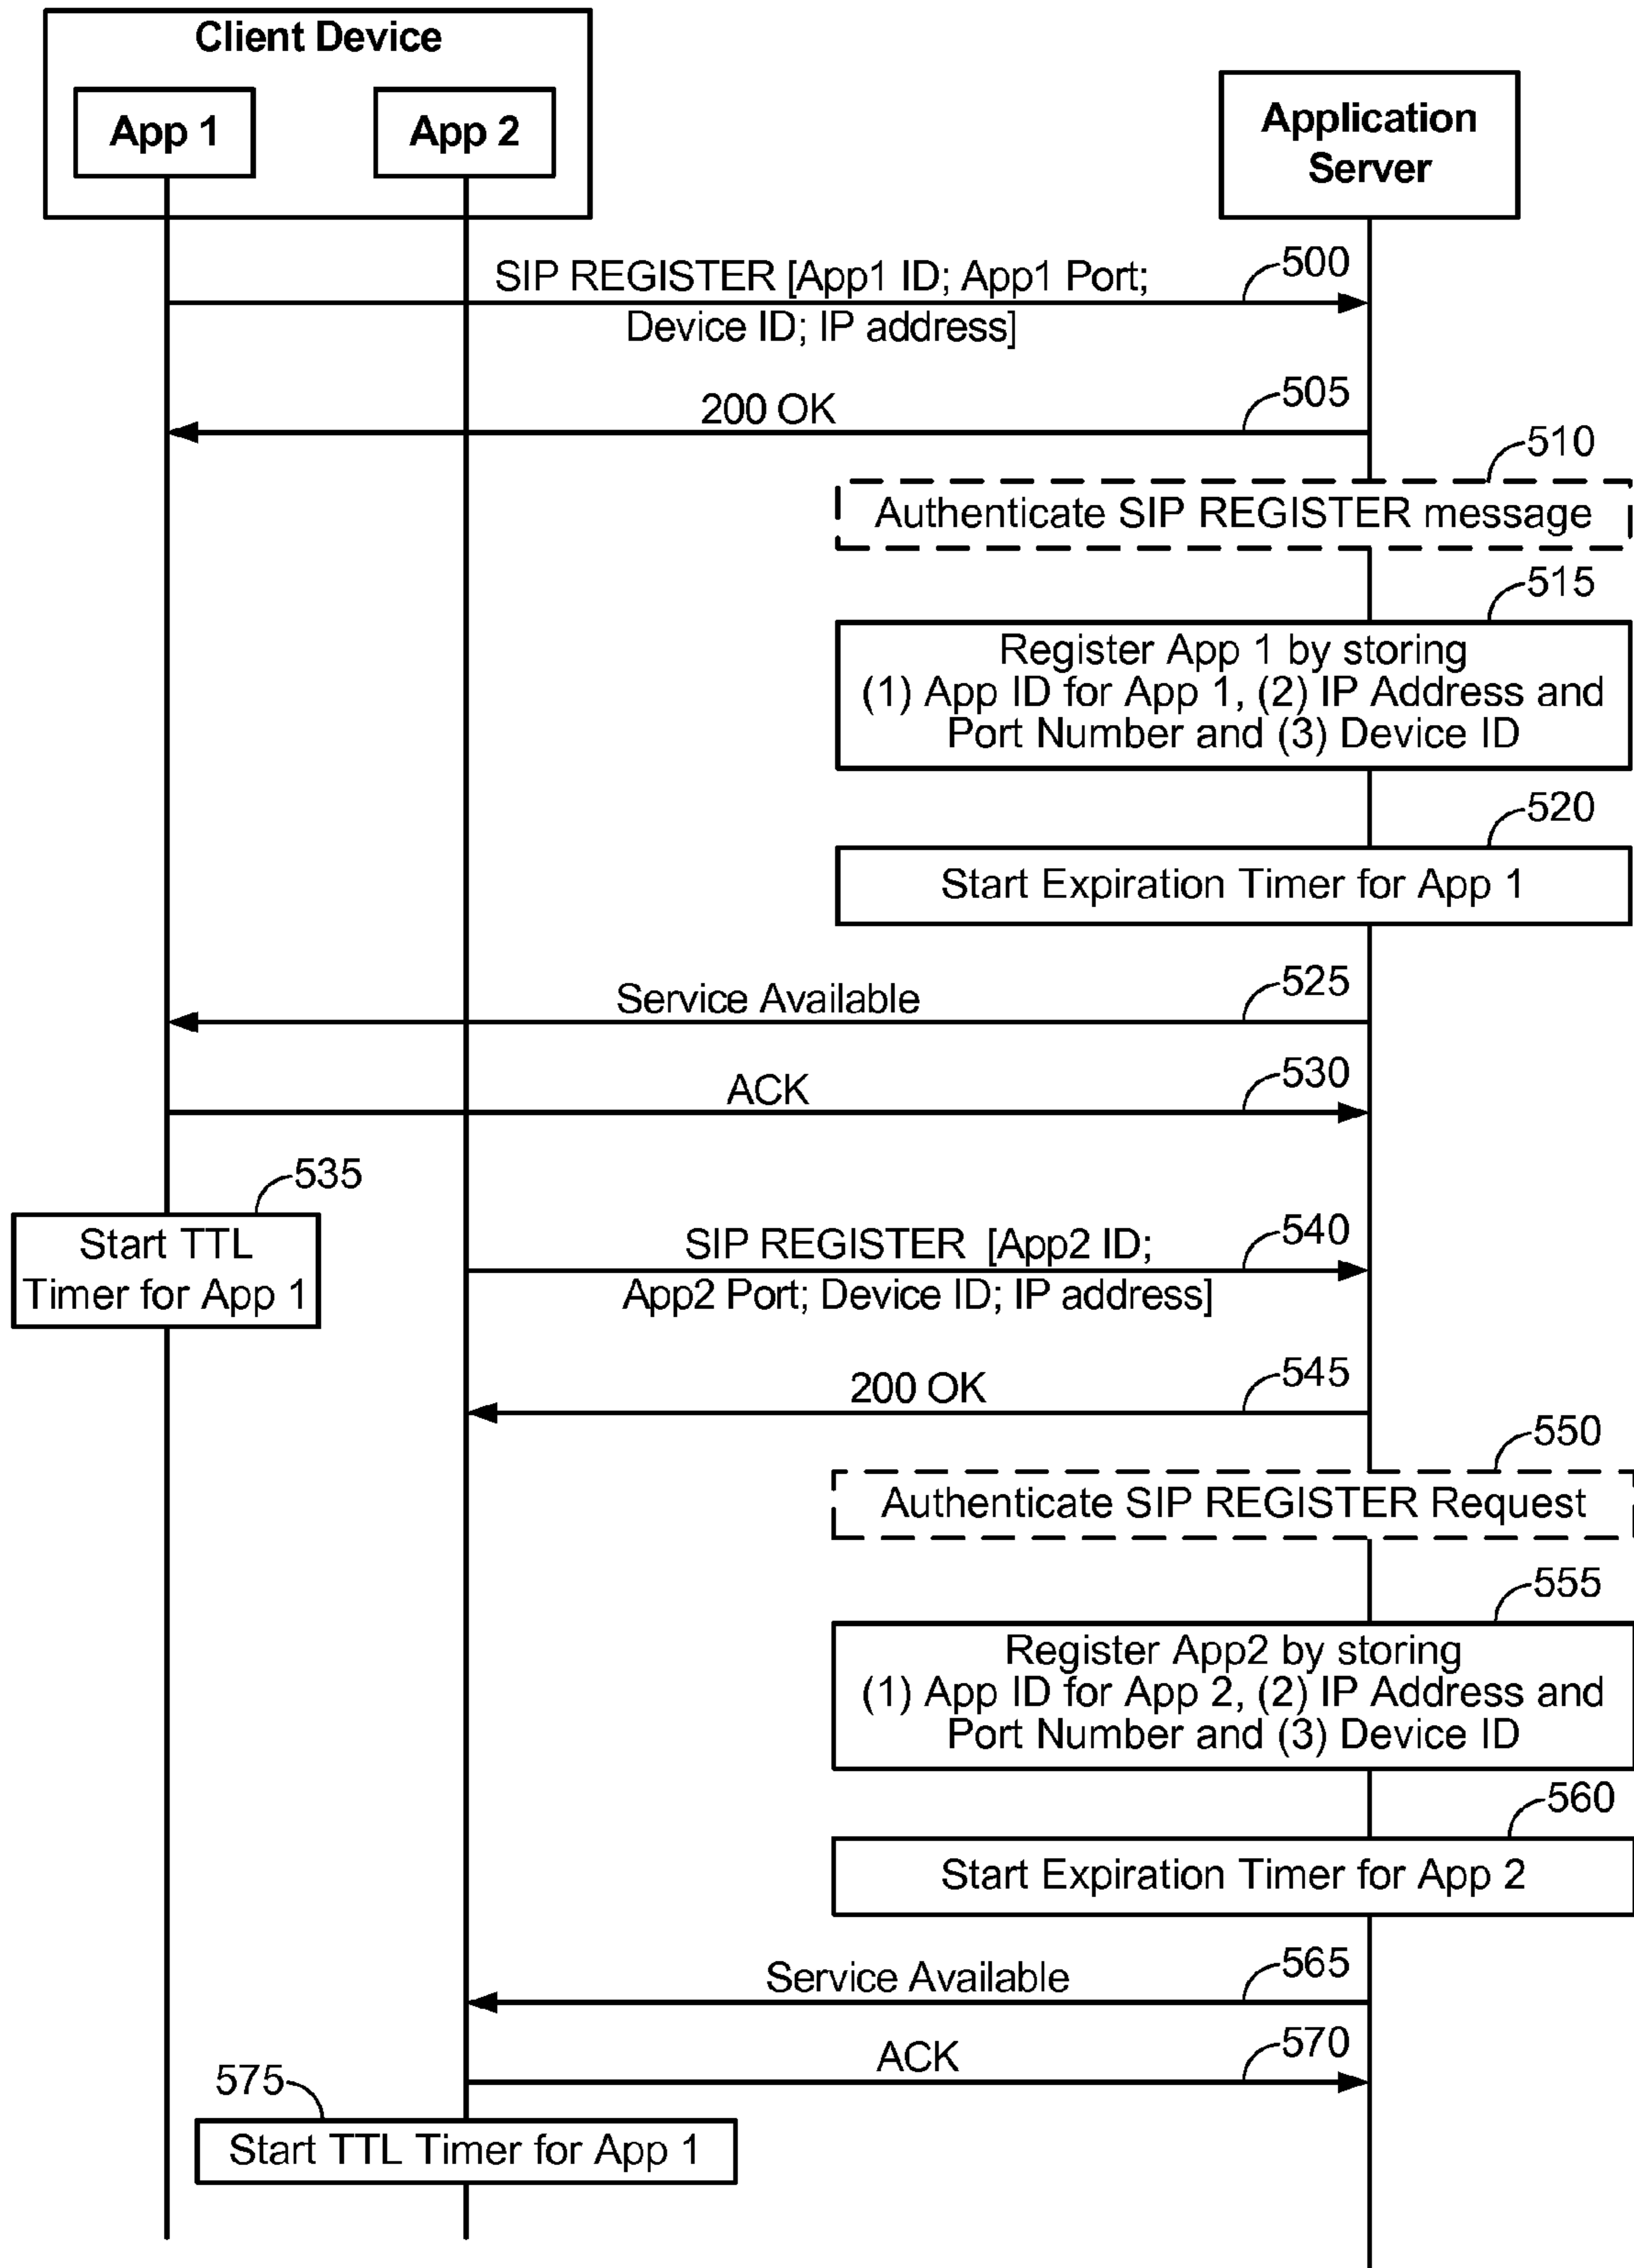 Client Device
App 1
App 2
Application
Server
SIP REGISTER [App1 ID; App1 Port;
Device ID; IP address]
500
200 OK
505
510
Authenticate SIP REGISTER message
515
Register App 1 by storing
(1) App ID for App 1, (2) IP Address and
Port Number and (3) Device ID
520
Start Expiration Timer for App 1
Service Available
525
ACK
530
535
Start TTL
Timer for App 1
SIP REGISTER [App2 ID;
App2 Port; Device ID; IP address]
540
200 OK
545
550
Authenticate SIP REGISTER Request
555
Register App2 by storing
(1) App ID for App 2, (2) IP Address and
Port Number and (3) Device ID
560
Start Expiration Timer for App 2
Service Available
565
ACK
570
575
Start TTL Timer for App 1